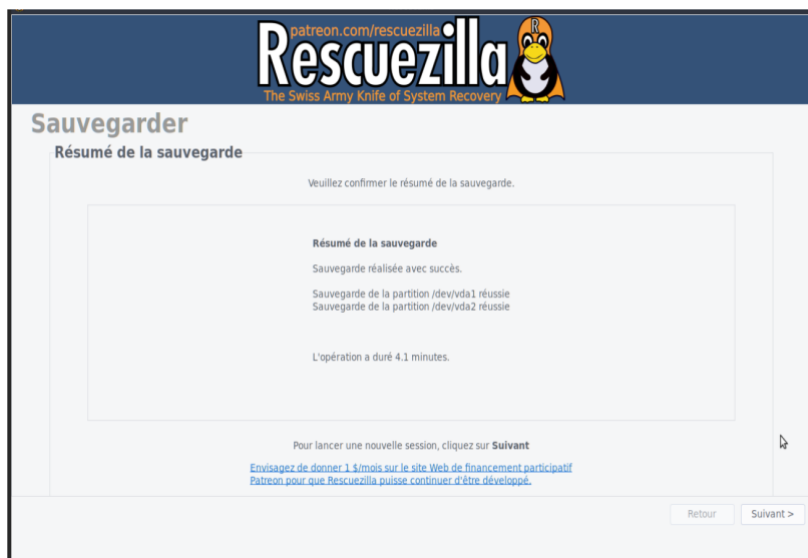 patreon.com/rescuezilla
R
Rescuezilla
The Swiss Army Knife of System Recovery
Sauvegarder
Résumé de la sauvegarde
Veuillez confirmer le résumé de la sauvegarde.
Résumé de la sauvegarde
Sauvegarde réalisée avec succès.
Sauvegarde de la partition /dev/vda1 réussie
Sauvegarde de la partition /dev/vda2 réussie
L'opération a duré 4.1 minutes.
Pour lancer une nouvelle session, cliquez sur Suivant
Envisagez de donner 1 $/mois sur le site Web de financement participatif
Patreon pour que Rescuezilla puisse continuer d'être développé.
Retour
Suivant >